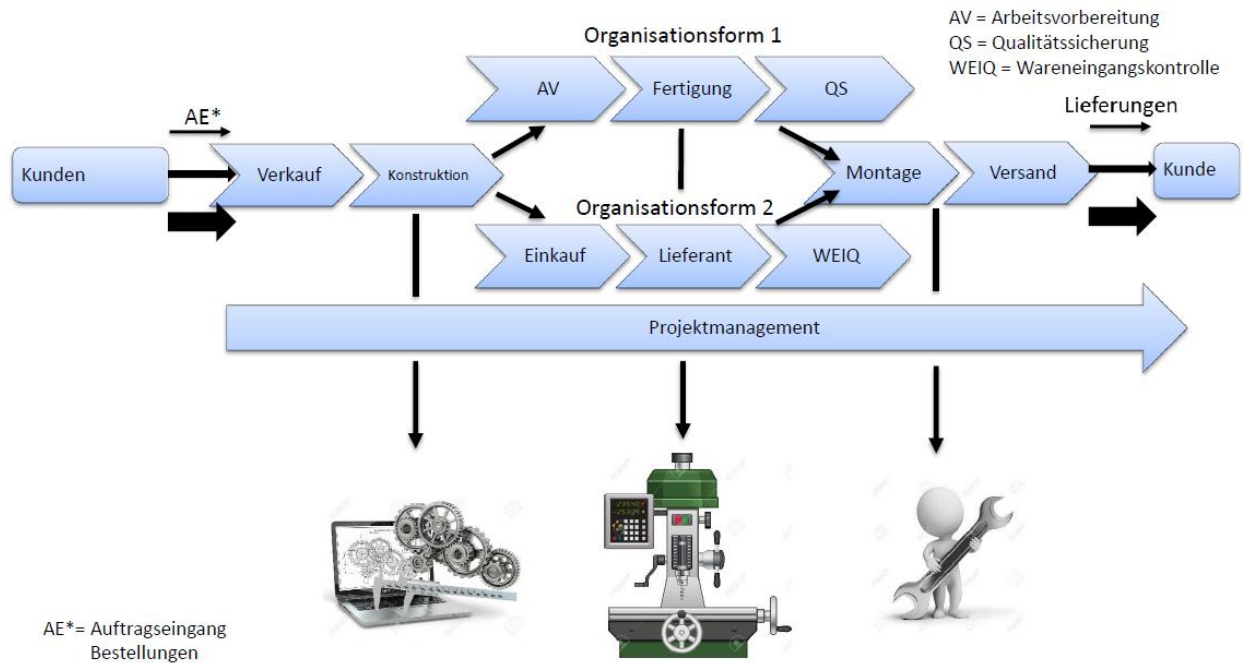 AV = Arbeitsvorbereitung
QS = Qualitätssicherung
WEIQ = Wareneingangskontrolle
Organisationsform 1
AV
Fertigung
QS
AE*
Lieferungen
Kunden
Verkauf
Konstruktion
Montage
Versand
Kunde
Organisationsform 2
Einkauf
Lieferant
WEIQ
Projektmanagement
AE*= Auftragseingang
Bestellungen